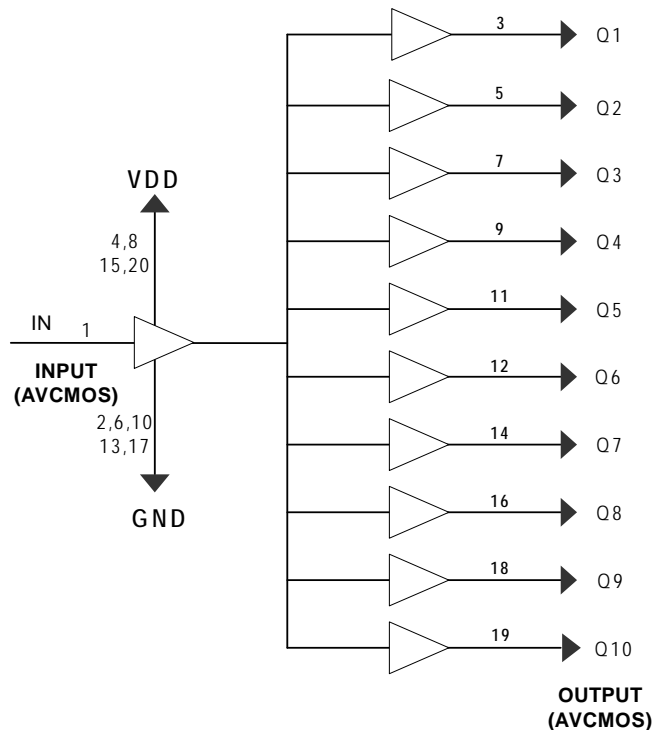 3 Q1
5 Q2
7 Q3
VDD
9 Q4
4,8
15,20
11 Q5
IN 1
INPUT
(AVCMOS)
12 Q6
2,6,10
13,17
14 Q7
GND
16 Q8
18 Q9
19 Q10
OUTPUT
(AVCMOS)